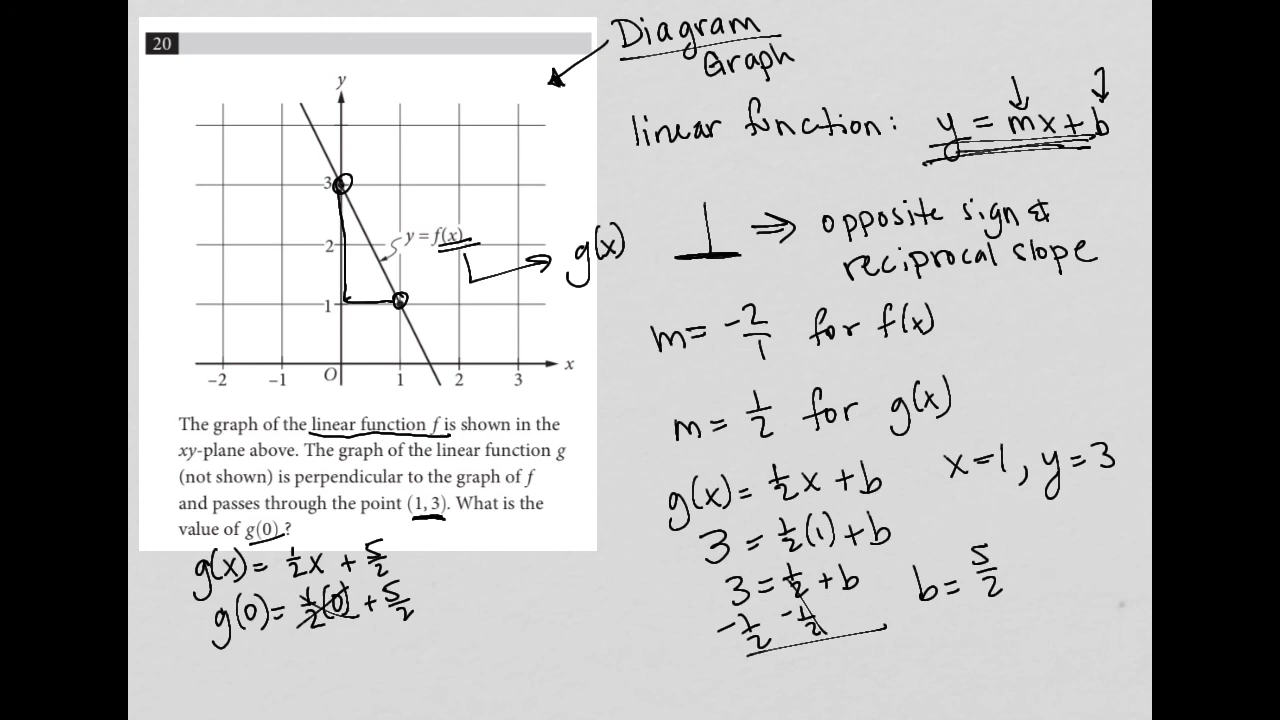 20
Diagram
Graph
linear function: y = mx + b
y
3
2
1
y = f(x)
g(x)
-2 -1 O 1 2 3 x
⊥ ⇒ opposite sign &
reciprocal slope
m = -2/1 for f(x)
m = 1/2 for g(x)
The graph of the linear function f is shown in the
xy-plane above. The graph of the linear function g
(not shown) is perpendicular to the graph of f
and passes through the point (1, 3). What is the
value of g(0)?
g(x) = 1/2 x + 5/2
g(0) = 1/2 (0) + 5/2
g(x) = 1/2 x + b x = 1, y = 3
3 = 1/2 (1) + b
3 = 1/2 + b b = 5/2
-1/2 -1/2